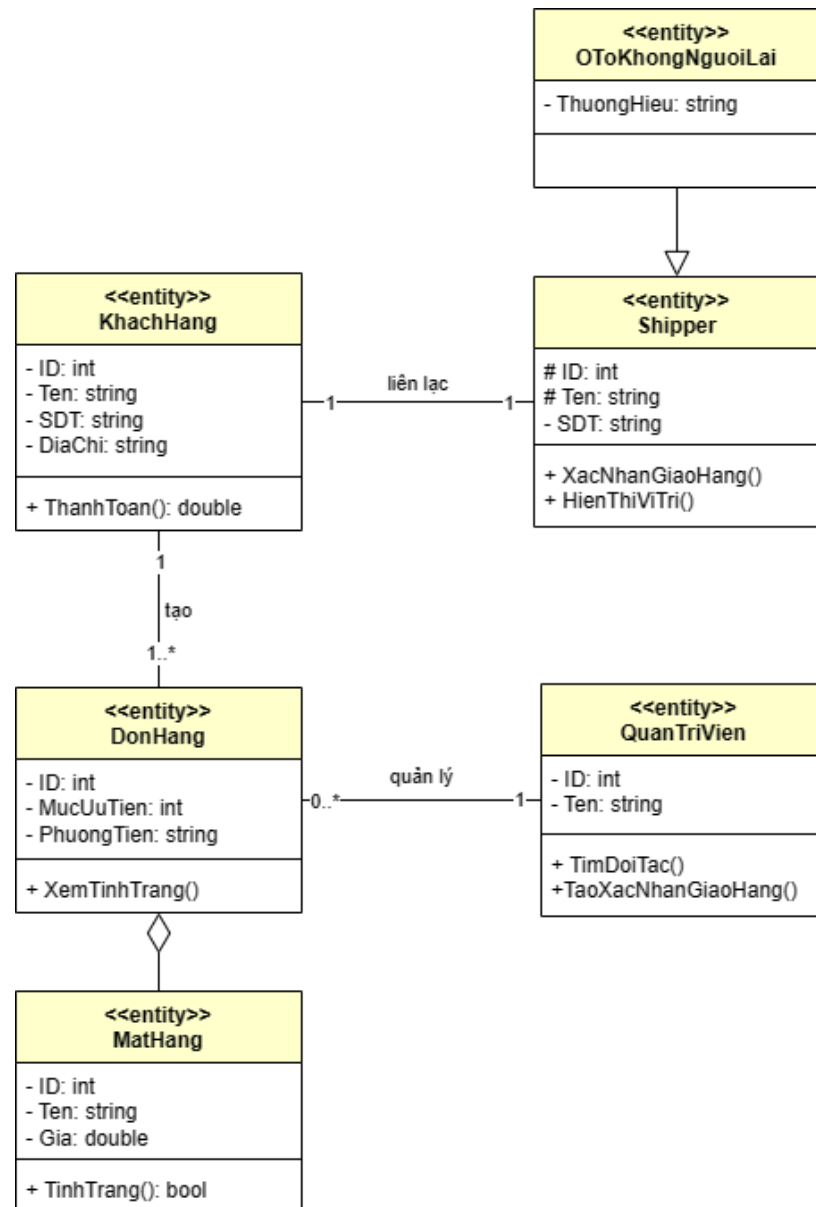 <<entity>>
OToKhongNguoiLai
- ThuongHieu: string
<<entity>>
KhachHang
- ID: int
- Ten: string
- SDT: string
- DiaChi: string
+ ThanhToan(): double
1
liên lạc
1
<<entity>>
Shipper
# ID: int
# Ten: string
- SDT: string
+ XacNhanGiaoHang()
+ HienThiViTri()
1
tạo
1..*
<<entity>>
DonHang
- ID: int
- MucUuTien: int
- PhuongTien: string
+ XemTinhTrang()
0..*
quản lý
1
<<entity>>
QuanTriVien
- ID: int
- Ten: string
+ TimDoiTac()
+TaoXacNhanGiaoHang()
<<entity>>
MatHang
- ID: int
- Ten: string
- Gia: double
+ TinhTrang(): bool